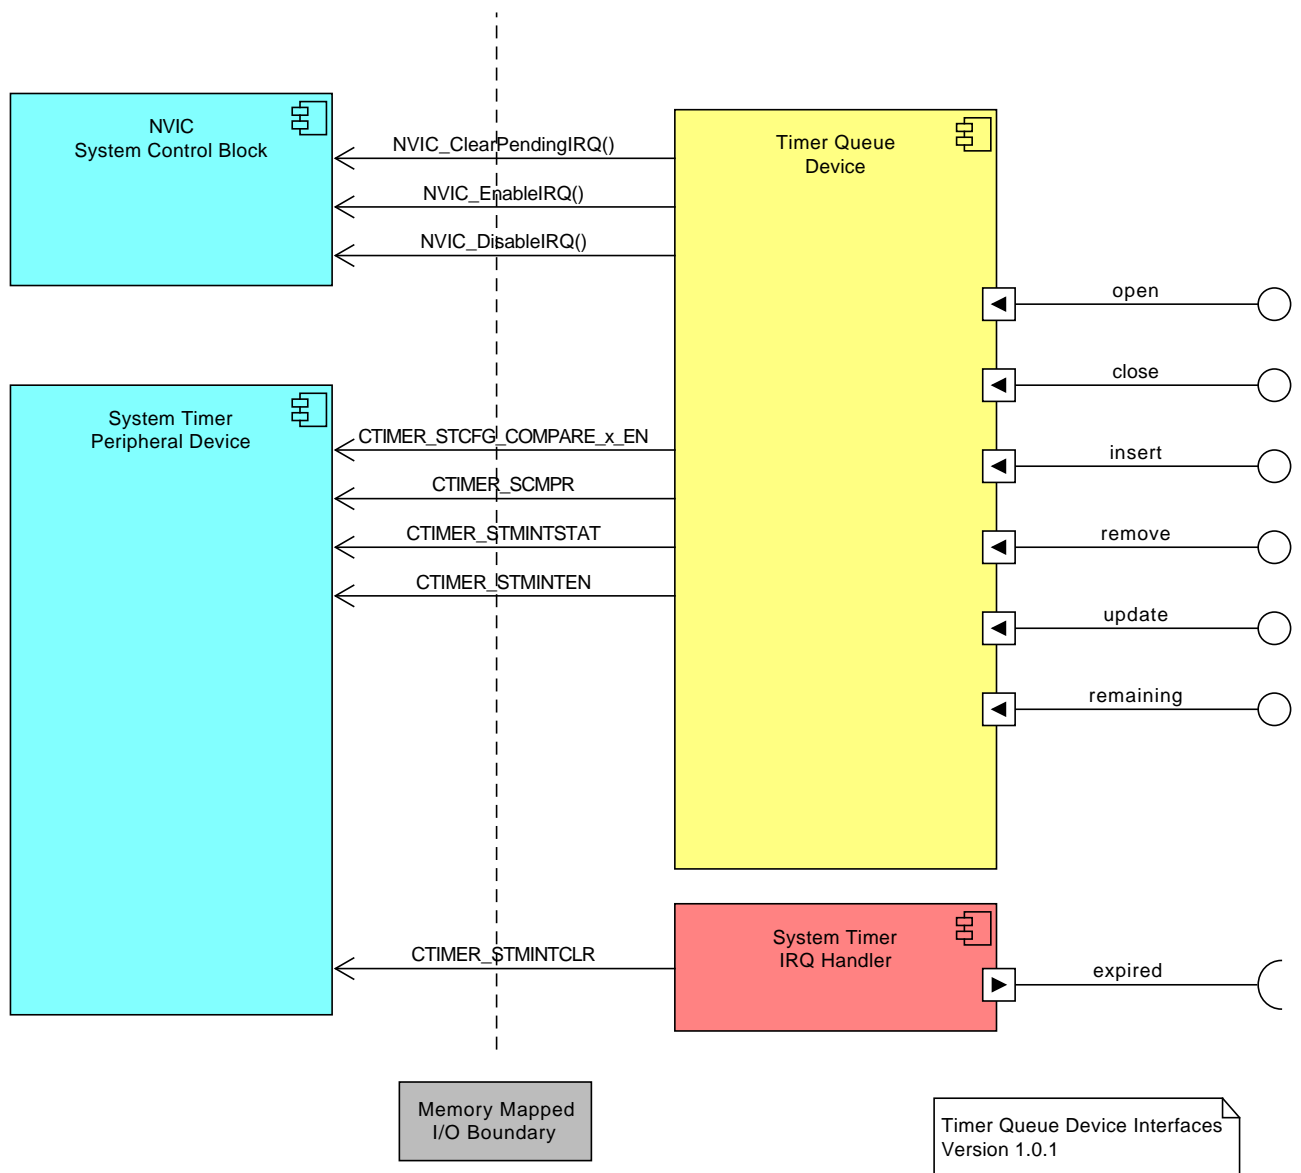 NVIC
System Control Block
NVIC_ClearPendingIRQ()
NVIC_EnableIRQ()
NVIC_DisableIRQ()
Timer Queue
Device
open
close
insert
remove
update
remaining
System Timer
Peripheral Device
CTIMER_STCFG_COMPARE_x_EN
CTIMER_SCMPR
CTIMER_STMINTSTAT
CTIMER_STMINTEN
CTIMER_STMINTCLR
System Timer
IRQ Handler
expired
Memory Mapped
I/O Boundary
Timer Queue Device Interfaces
Version 1.0.1